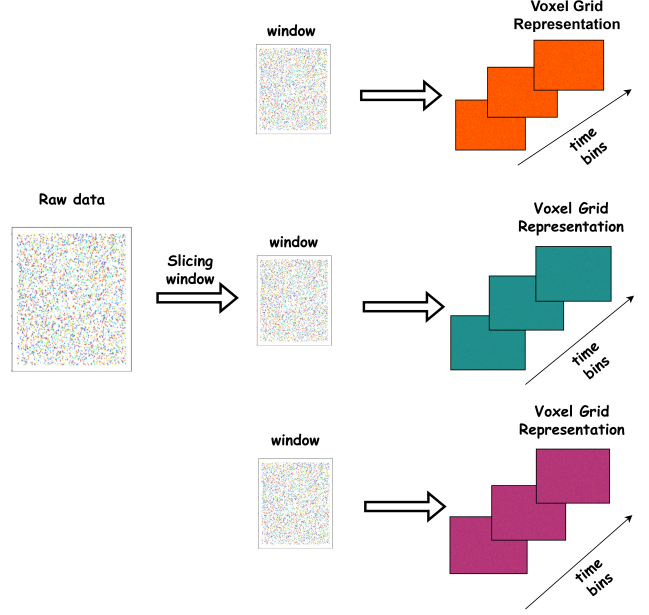 Voxel Grid
Representation
window
time
bins
Raw data
Slicing
window
window
Voxel Grid
Representation
time
bins
window
Voxel Grid
Representation
time
bins